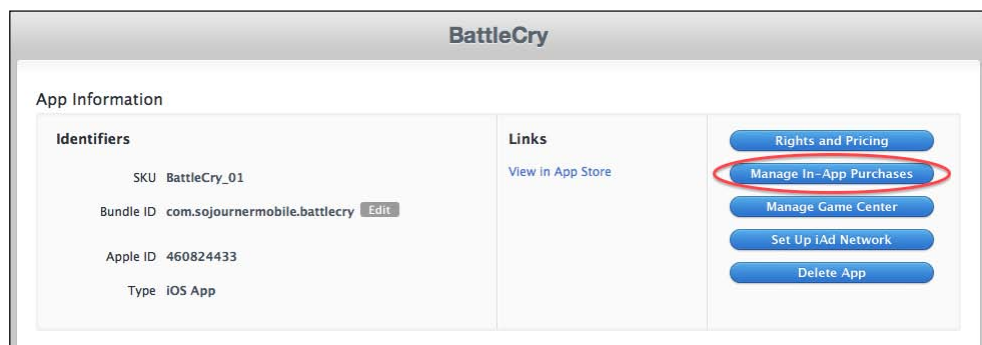 BattleCry
App Information
Identifiers
SKU BattleCry_01
Bundle ID com.sojournermobile.battlecry Edit
Apple ID 460824433
Type iOS App
Links
View in App Store
Rights and Pricing
Manage In-App Purchases
Manage Game Center
Set Up iAd Network
Delete App